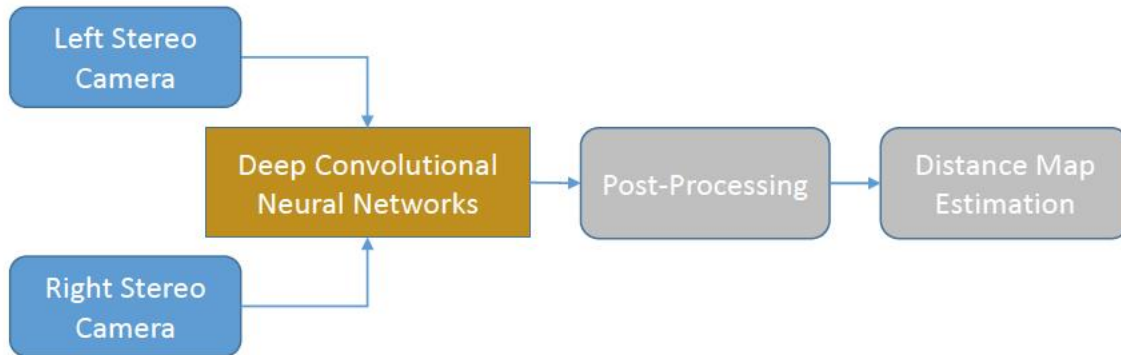 Left Stereo
Camera
Deep Convolutional
Neural Networks
Post-Processing
Distance Map
Estimation
Right Stereo
Camera